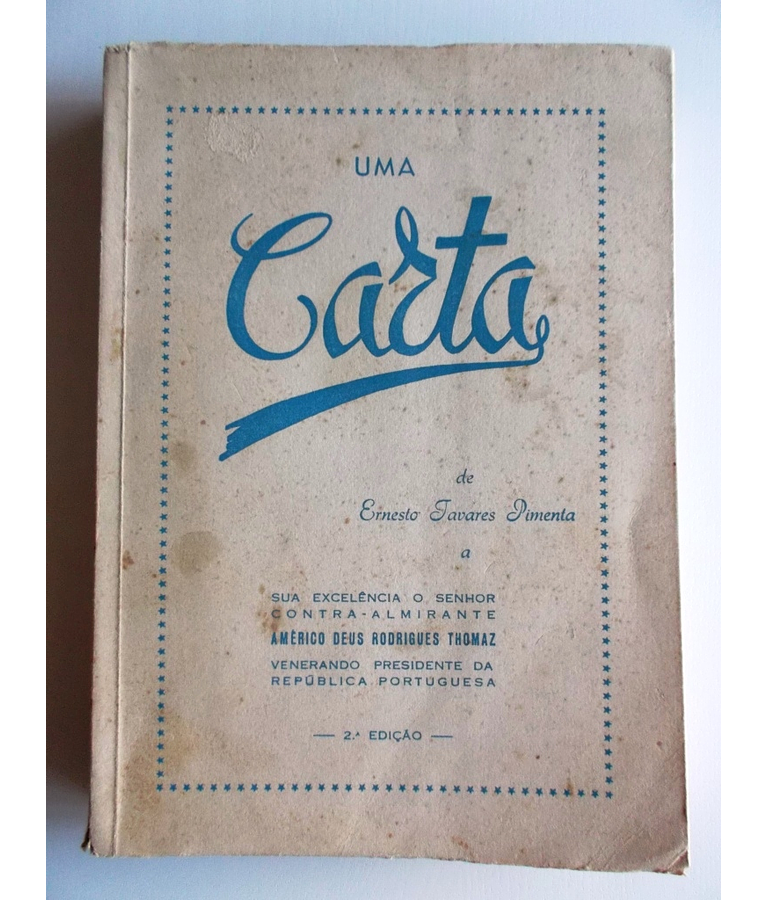 UMA
Carta
de
Ernesto Tavares Pimenta
a
SUA EXCELÊNCIA O SENHOR
CONTRA-ALMIRANTE
AMÉRICO DEUS RODRIGUES THOMAZ
VENERANDO PRESIDENTE DA
REPÚBLICA PORTUGUESA
— 2.ª EDIÇÃO —